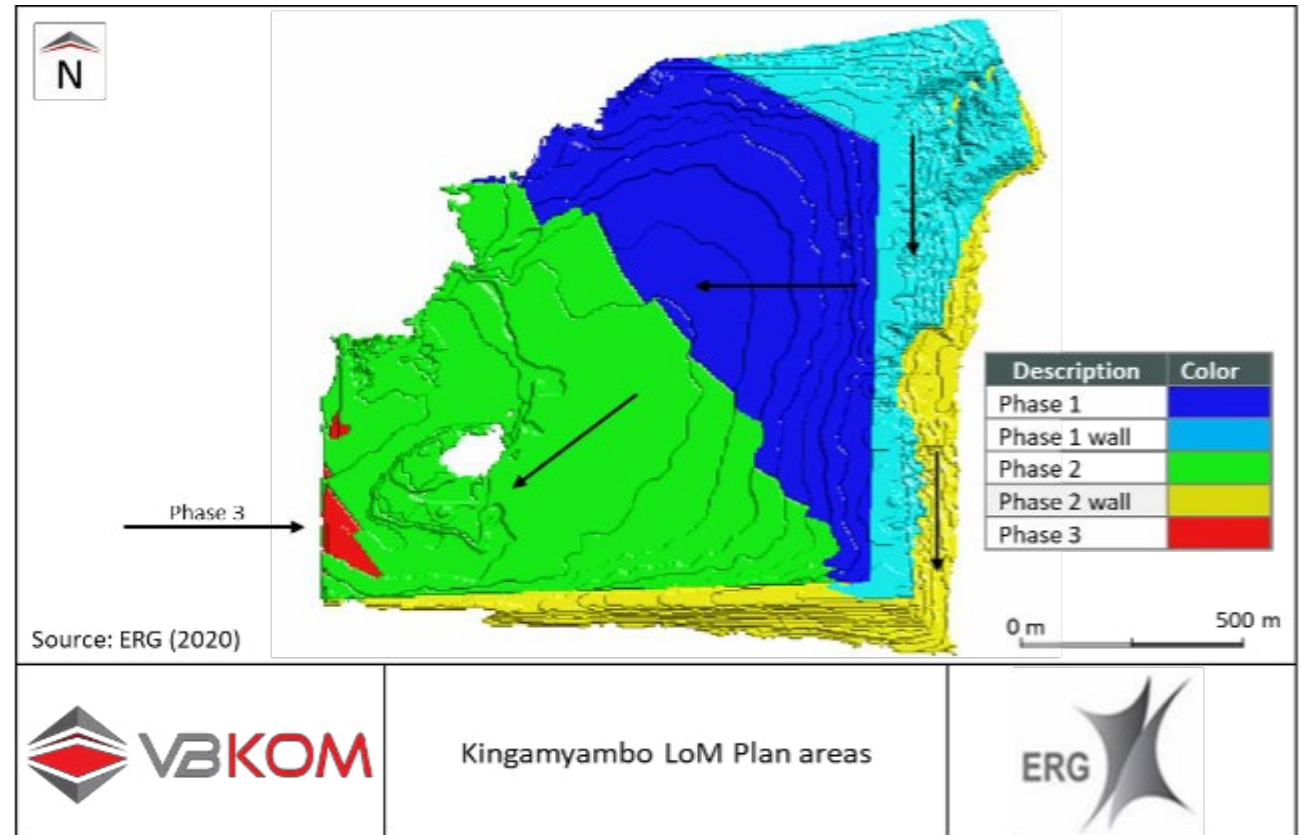 N
Description Color
Phase 1
Phase 1 wall
Phase 2
Phase 2 wall
Phase 3
Phase 3
0 m 500 m
Source: ERG (2020)
VBKOM
Kingamyambo LoM Plan areas
ERG